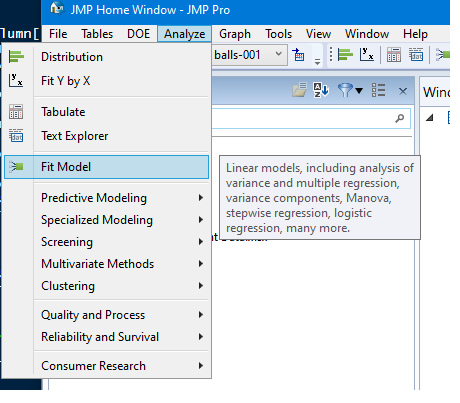 lumn[
JMP Home Window - JMP Pro
File Tables DOE Analyze Graph Tools View Window Help
balls-001
Distribution
Fit Y by X
Tabulate
Text Explorer
Fit Model
Predictive Modeling
Specialized Modeling
Screening
Multivariate Methods
Clustering
Quality and Process
Reliability and Survival
Consumer Research
Linear models, including analysis of
variance and multiple regression,
variance components, Manova,
stepwise regression, logistic
regression, many more.
Wind